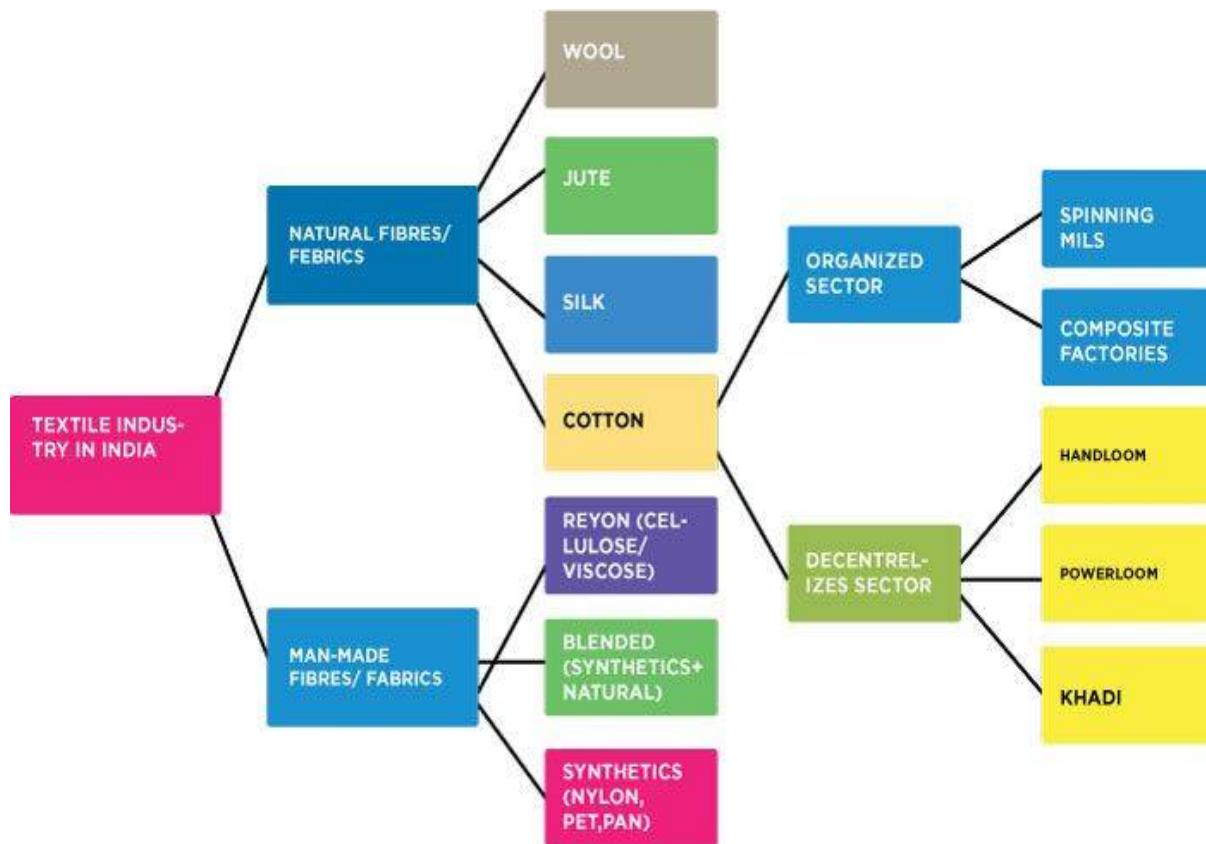 TEXTILE INDUS-
TRY IN INDIA
NATURAL FIBRES/
FEBRICS
MAN-MADE
FIBRES/ FABRICS
WOOL
JUTE
SILK
COTTON
REYON (CEL-
LULOSE/
VISCOSE)
BLENDED
(SYNTHETICS+
NATURAL)
SYNTHETICS
(NYLON,
PET,PAN)
ORGANIZED
SECTOR
DECENTREL-
IZES SECTOR
SPINNING
MILS
COMPOSITE
FACTORIES
HANDLOOM
POWERLOOM
KHADI